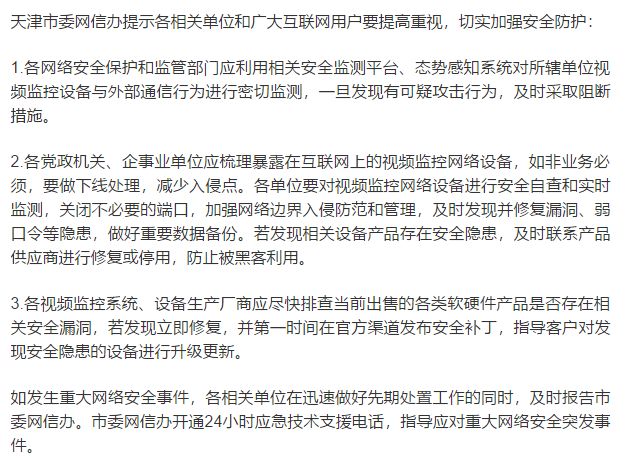 天津市委网信办提示各相关单位和广大互联网用户要提高重视，切实加强安全防护：
1.各网络安全保护和监管部门应利用相关安全监测平台、态势感知系统对所辖单位视
频监控设备与外部通信行为进行密切监测，一旦发现有可疑攻击行为，及时采取阻断
措施。
2.各党政机关、企事业单位应梳理暴露在互联网上的视频监控网络设备，如非业务必
须，要做下线处理，减少入侵点。各单位要对视频监控网络设备进行安全自查和实时
监测，关闭不必要的端口，加强网络边界入侵防范和管理，及时发现并修复漏洞、弱
口令等隐患，做好重要数据备份。若发现相关设备产品存在安全隐患，及时联系产品
供应商进行修复或停用，防止被黑客利用。
3.各视频监控系统、设备生产厂商应尽快排查当前出售的各类软硬件产品是否存在相
关安全漏洞，若发现立即修复，并第一时间在官方渠道发布安全补丁，指导客户对发
现安全隐患的设备进行升级更新。
如发生重大网络安全事件，各相关单位在迅速做好先期处置工作的同时，及时报告市
委网信办。市委网信办开通24小时应急技术支援电话，指导应对重大网络安全突发事
件。